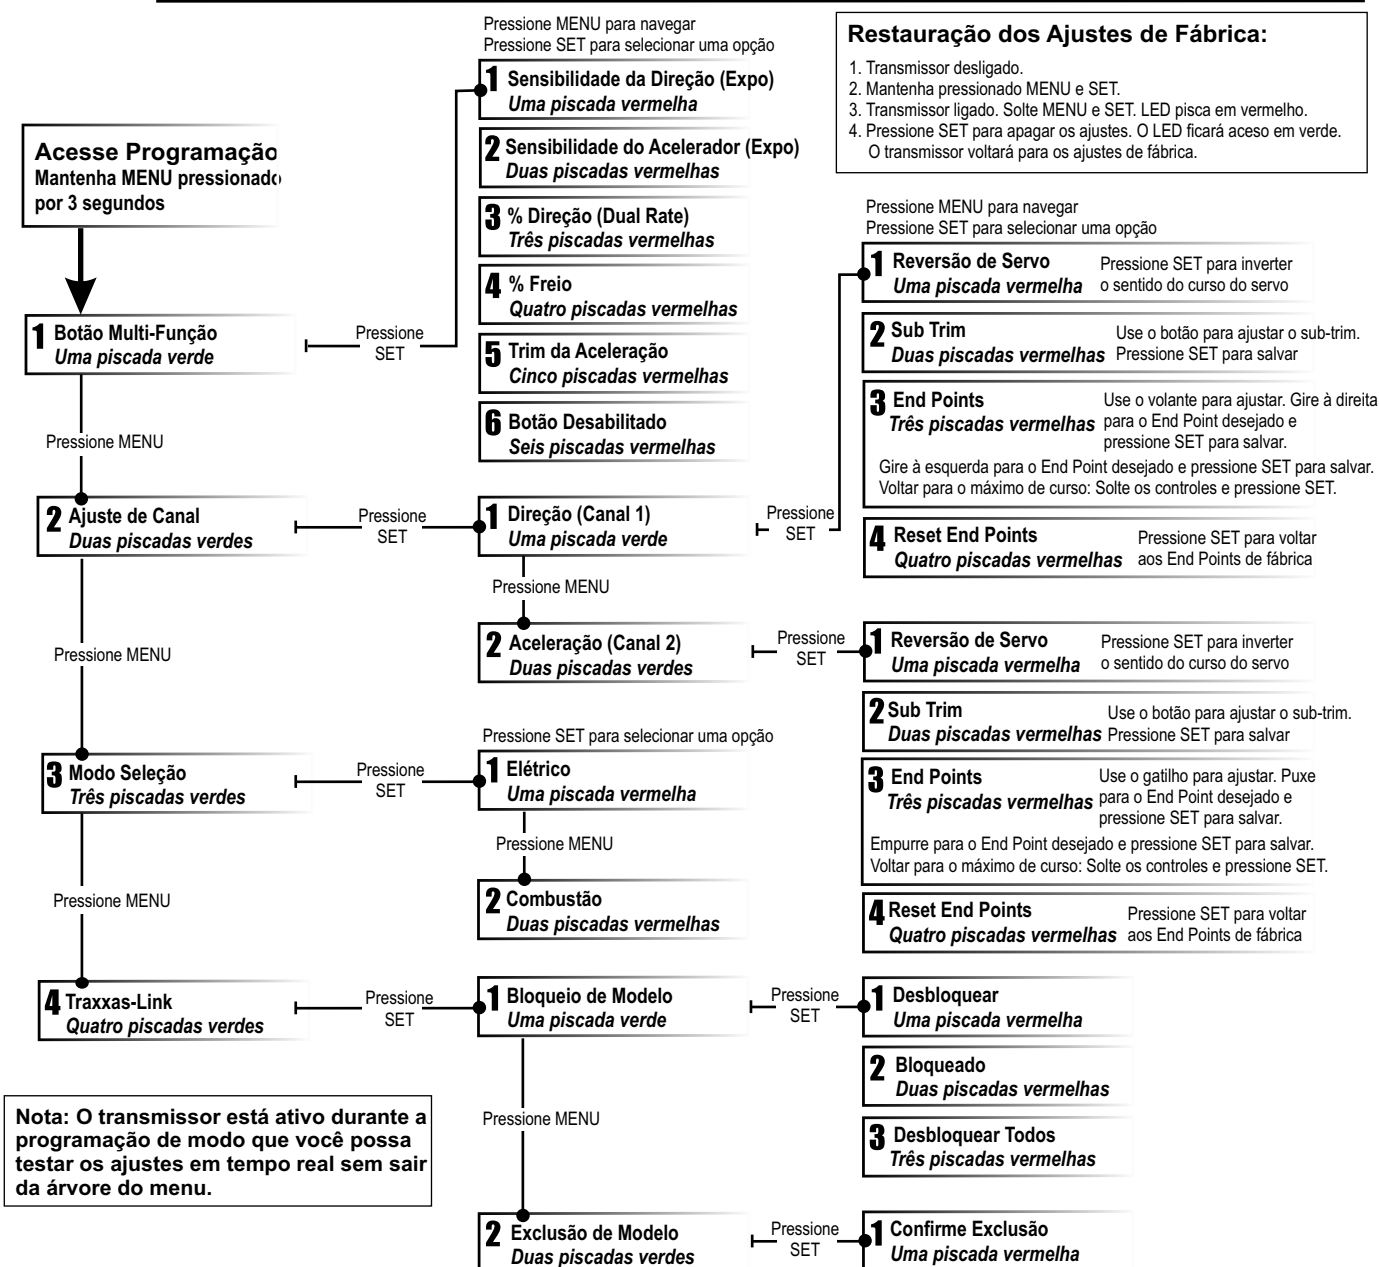 Pressione MENU para navegar
Pressione SET para selecionar uma opção
Restauração dos Ajustes de Fábrica:
1. Transmissor desligado.
2. Mantenha pressionado MENU e SET.
3. Transmissor ligado. Solte MENU e SET. LED pisca em vermelho.
4. Pressione SET para apagar os ajustes. O LED ficará aceso em verde.
O transmissor voltará para os ajustes de fábrica.
Acesse Programação
Mantenha MENU pressionado
por 3 segundos
1 Botão Multi-Função
Uma piscada verde
Pressione
SET
1 Sensibilidade da Direção (Expo)
Uma piscada vermelha
2 Sensibilidade do Acelerador (Expo)
Duas piscadas vermelhas
3 % Direção (Dual Rate)
Três piscadas vermelhas
4 % Freio
Quatro piscadas vermelhas
5 Trim da Aceleração
Cinco piscadas vermelhas
6 Botão Desabilitado
Seis piscadas vermelhas
Pressione MENU
2 Ajuste de Canal
Duas piscadas verdes
Pressione
SET
1 Direção (Canal 1)
Uma piscada verde
Pressione
SET
Pressione MENU para navegar
Pressione SET para selecionar uma opção
1 Reversão de Servo
Uma piscada vermelha
Pressione SET para inverter
o sentido do curso do servo
2 Sub Trim
Duas piscadas vermelhas
Use o botão para ajustar o sub-trim.
Pressione SET para salvar
3 End Points
Três piscadas vermelhas
Use o volante para ajustar. Gire à direita
para o End Point desejado e
pressione SET para salvar.
Gire à esquerda para o End Point desejado e pressione SET para salvar.
Voltar para o máximo de curso: Solte os controles e pressione SET.
4 Reset End Points
Quatro piscadas vermelhas
Pressione SET para voltar
aos End Points de fábrica
Pressione MENU
2 Aceleração (Canal 2)
Duas piscadas verdes
Pressione
SET
1 Reversão de Servo
Uma piscada vermelha
Pressione SET para inverter
o sentido do curso do servo
2 Sub Trim
Duas piscadas vermelhas
Use o botão para ajustar o sub-trim.
Pressione SET para salvar
3 End Points
Três piscadas vermelhas
Use o gatilho para ajustar. Puxe
para o End Point desejado e
pressione SET para salvar.
Empurre para o End Point desejado e pressione SET para salvar.
Voltar para o máximo de curso: Solte os controles e pressione SET.
4 Reset End Points
Quatro piscadas vermelhas
Pressione SET para voltar
aos End Points de fábrica
Pressione MENU
3 Modo Seleção
Três piscadas verdes
Pressione
SET
Pressione SET para selecionar uma opção
1 Elétrico
Uma piscada vermelha
Pressione MENU
2 Combustão
Duas piscadas vermelhas
Pressione MENU
4 Traxxas-Link
Quatro piscadas verdes
Pressione
SET
1 Bloqueio de Modelo
Uma piscada verde
Pressione
SET
1 Desbloquear
Uma piscada vermelha
2 Bloqueado
Duas piscadas vermelhas
3 Desbloquear Todos
Três piscadas vermelhas
Pressione MENU
2 Exclusão de Modelo
Duas piscadas verdes
Pressione
SET
1 Confirme Exclusão
Uma piscada vermelha
Nota: O transmissor está ativo durante a
programação de modo que você possa
testar os ajustes em tempo real sem sair
da árvore do menu.